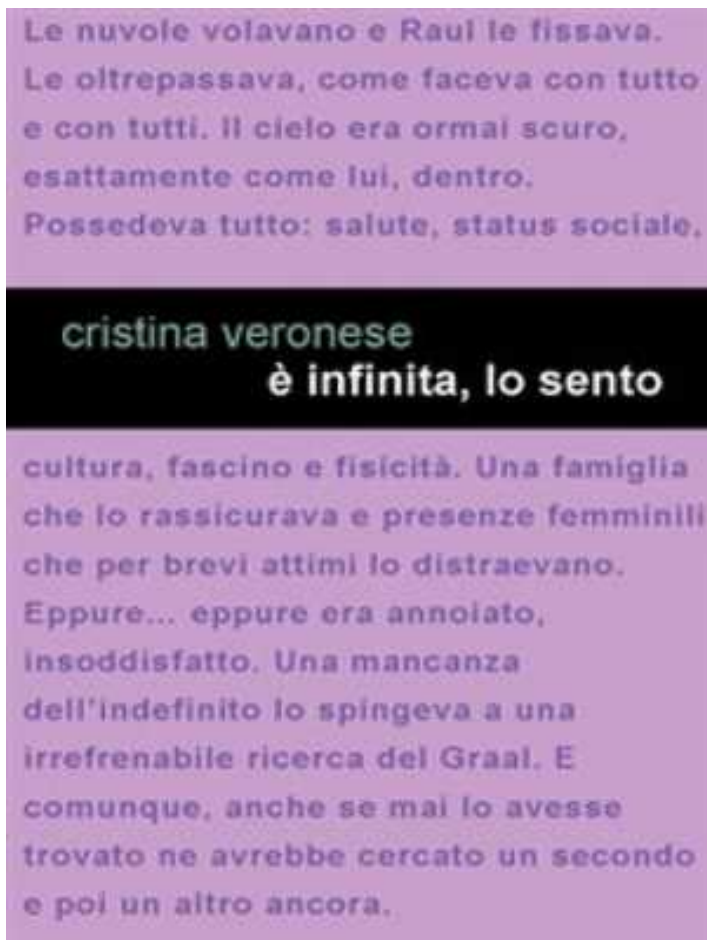 Le nuvole volavano e Raul le fissava.
Le oltrepassava, come faceva con tutto
e con tutti. Il cielo era ormai scuro,
esattamente come lui, dentro.
Possedeva tutto: salute, status sociale,
cristina veronese
è infinita, lo sento
cultura, fascino e fisicità. Una famiglia
che lo rassicurava e presenze femminili
che per brevi attimi lo distraevano.
Eppure... eppure era annoiato,
insoddisfatto. Una mancanza
dell'indefinito lo spingeva a una
irrefrenabile ricerca del Graal. E
comunque, anche se mai lo avesse
trovato ne avrebbe cercato un secondo
e poi un altro ancora.